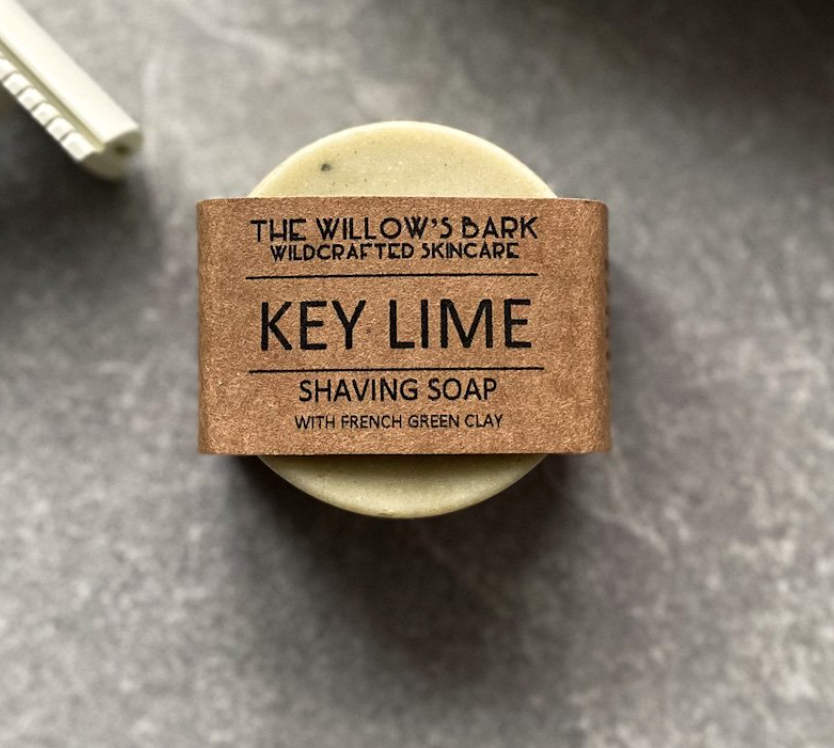 THE WILLOW'S BARK
WILDCRAFTED SKINCARE
KEY LIME
SHAVING SOAP
WITH FRENCH GREEN CLAY